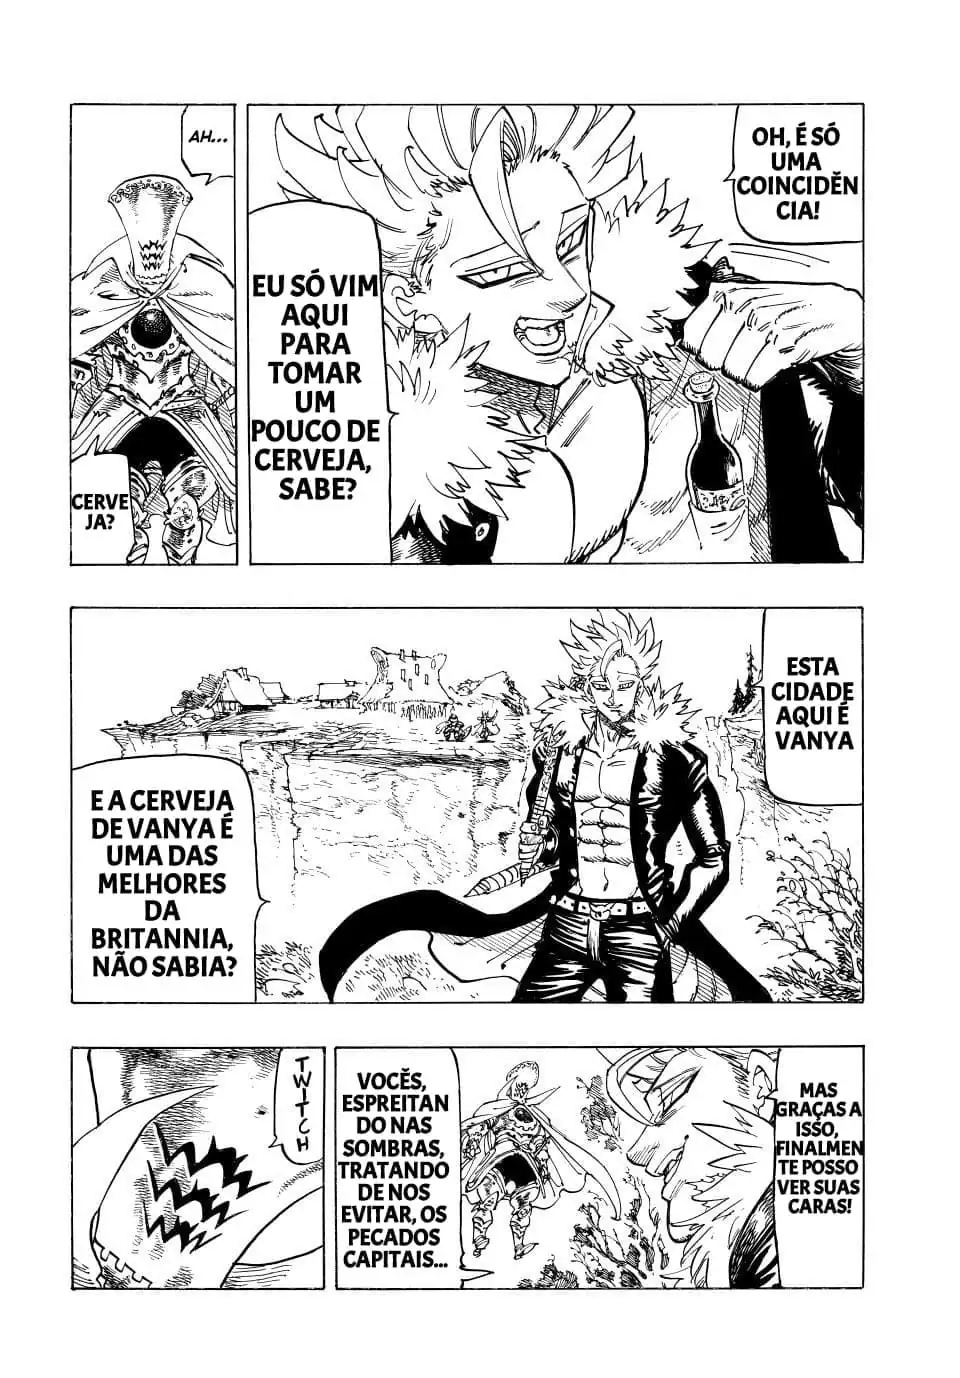 OH, É SÓ
UMA
COINCIDÊN
CIA!
EU SÓ VIM
AQUI
PARA
TOMAR
UM
POUCO DE
CERVEJA,
SABE?
AH...
CERVE
JA?
ESTA
CIDADE
AQUI É
VANYA
E A CERVEJA
DE VANYA É
UMA DAS
MELHORES
DA
BRITANNIA,
NÃO SABIA?
MAS
GRAÇAS A
ISSO,
FINALMEN
TE POSSO
VER SUAS
CARAS!
VOCÊS,
ESPREITAN
DO NAS
SOMBRAS,
TRATANDO
DE NOS
EVITAR, OS
PECADOS
CAPITAIS...
TWITCH